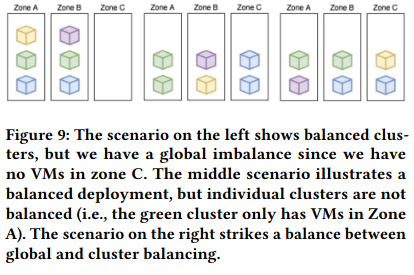 Zone A Zone B Zone C Zone A Zone B Zone C Zone A Zone B Zone C
Figure 9: The scenario on the left shows balanced clus-
ters, but we have a global imbalance since we have
no VMs in zone C. The middle scenario illustrates a
balanced deployment, but individual clusters are not
balanced (i.e., the green cluster only has VMs in Zone
A). The scenario on the right strikes a balance between
global and cluster balancing.